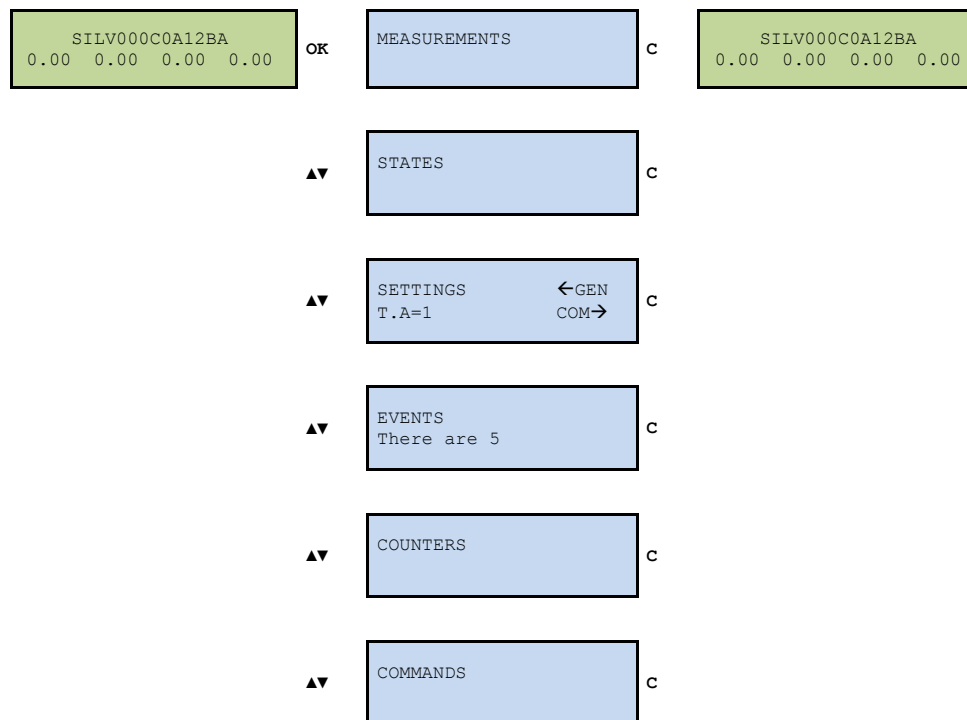 SILV000C0A12BA
0.00 0.00 0.00 0.00
OK
MEASUREMENTS
C
SILV000C0A12BA
0.00 0.00 0.00 0.00
▲▼
STATES
C
▲▼
SETTINGS ←GEN
T.A=1 COM→
C
▲▼
EVENTS
There are 5
C
▲▼
COUNTERS
C
▲▼
COMMANDS
C